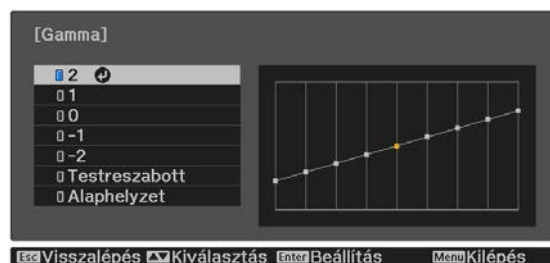 [Gamma]
2
1
0
-1
-2
Testreszabott
Alaphelyzet
Esc Visszalépés Kiválasztás Enter Beállítás Menu Kilépés